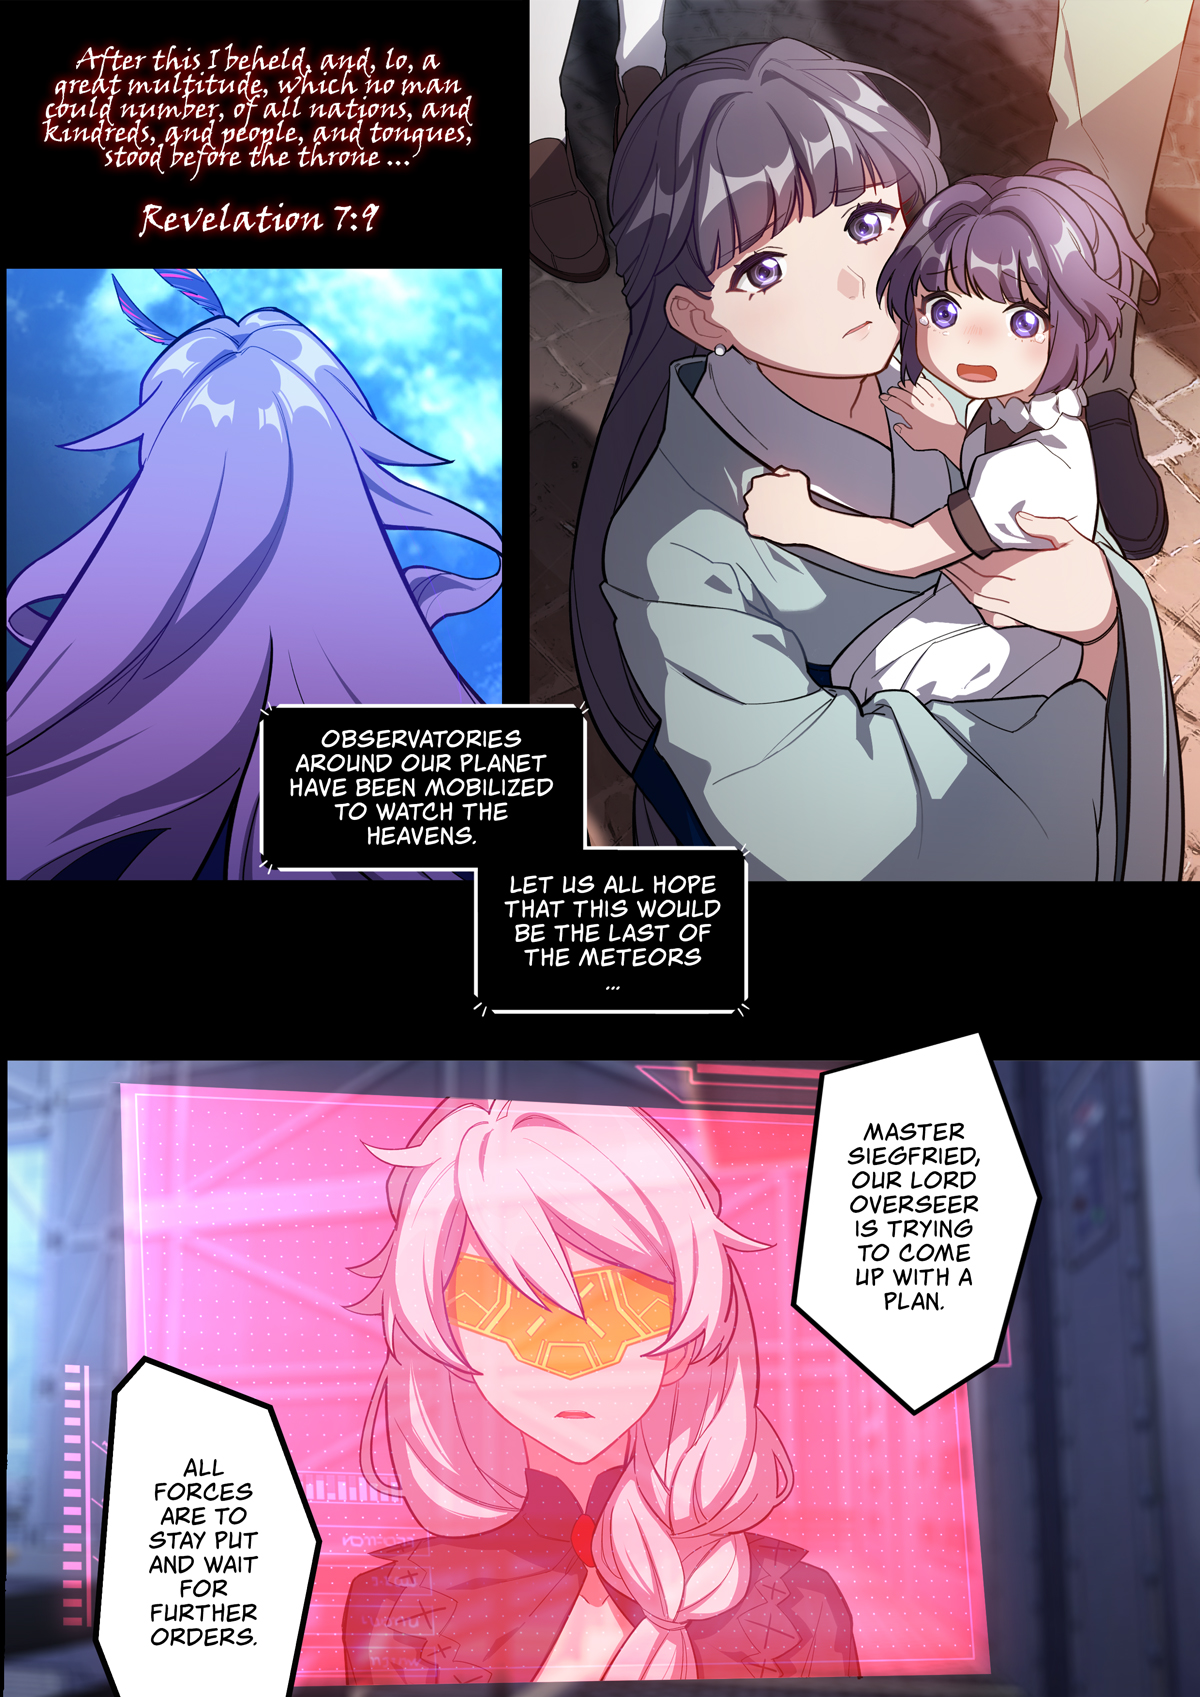 After this I beheld, and, lo, a
great multitude, which no man
could number, of all nations, and
kindreds, and people, and tongues,
stood before the throne ...
Revelation 7:9
OBSERVATORIES
AROUND OUR PLANET
HAVE BEEN MOBILIZED
TO WATCH THE
HEAVENS.
LET US ALL HOPE
THAT THIS WOULD
BE THE LAST OF
THE METEORS
...
MASTER
SIEGFRIED,
OUR LORD
OVERSEER
IS TRYING
TO COME
UP WITH A
PLAN.
ALL
FORCES
ARE TO
STAY PUT
AND WAIT
FOR
FURTHER
ORDERS.